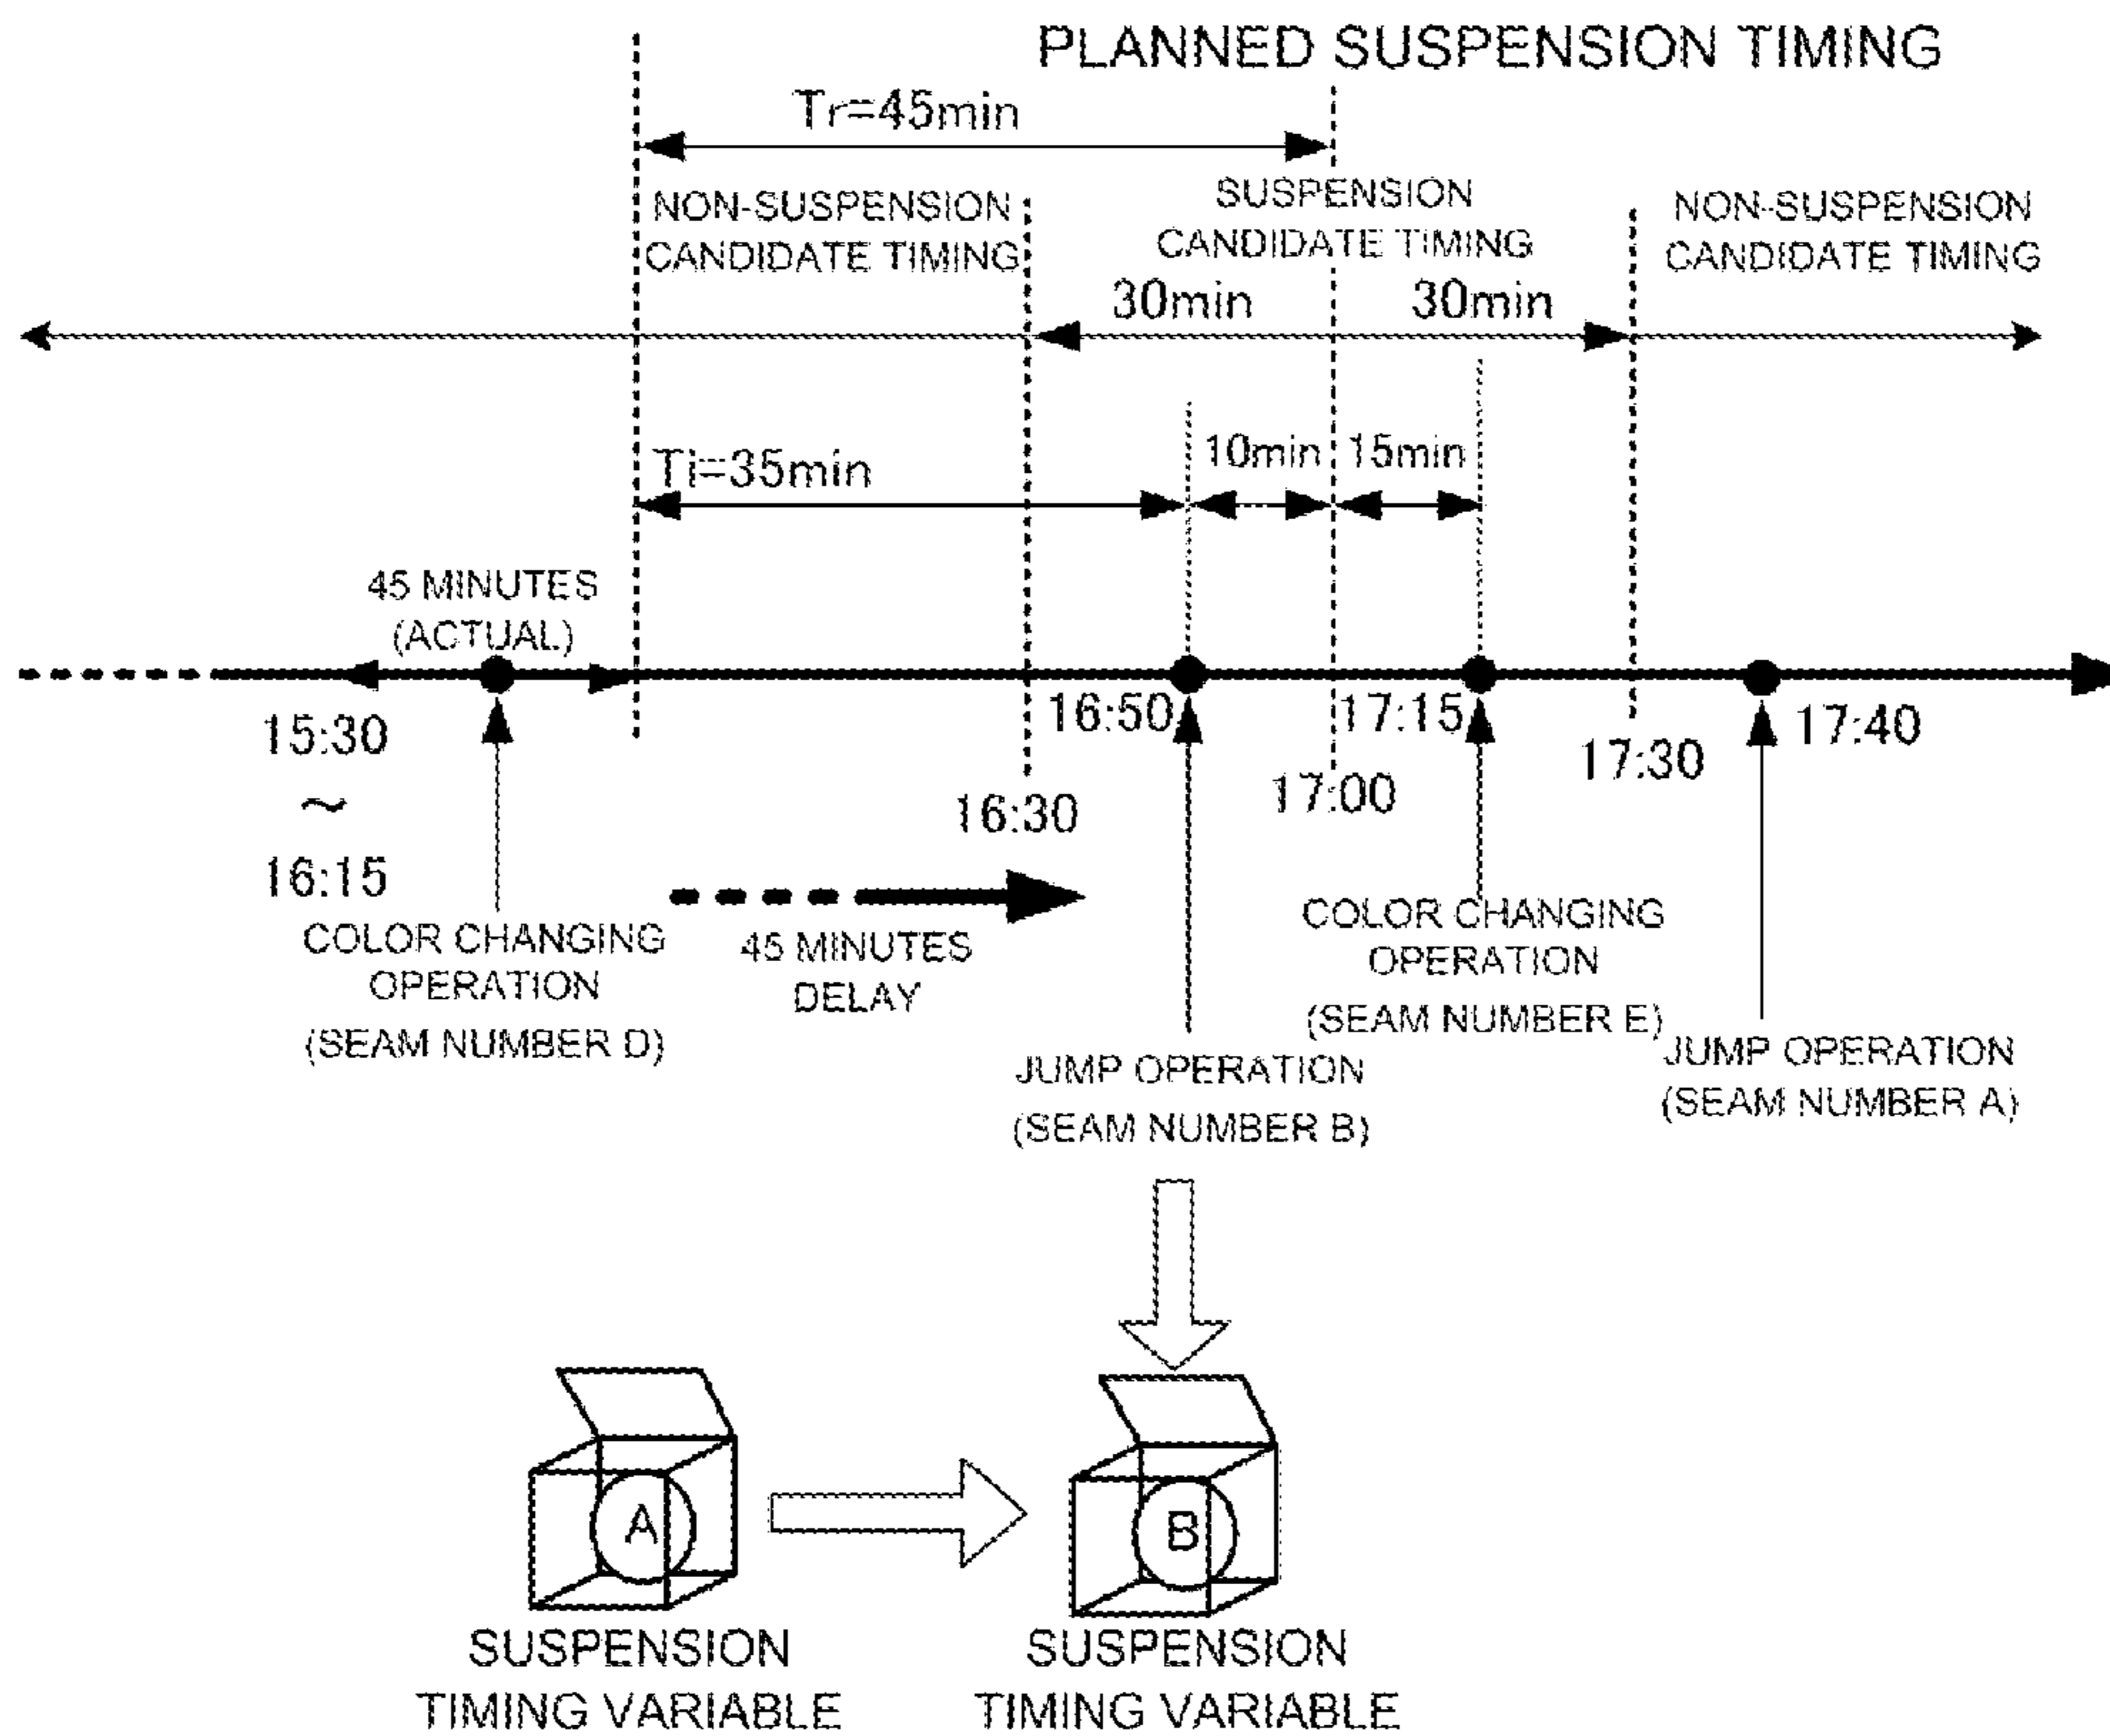 PLANNED SUSPENSION TIMING
Tr=45min
NON-SUSPENSION
CANDIDATE TIMING
SUSPENSION
CANDIDATE TIMING
NON-SUSPENSION
CANDIDATE TIMING
30min
30min
Ti=35min
10min
15min
45 MINUTES
(ACTUAL)
15:30
~
16:15
16:30
16:50
17:00
17:15
17:30
17:40
COLOR CHANGING
OPERATION
(SEAM NUMBER D)
45 MINUTES
DELAY
JUMP OPERATION
(SEAM NUMBER B)
COLOR CHANGING
OPERATION
(SEAM NUMBER E)
JUMP OPERATION
(SEAM NUMBER A)
A
B
SUSPENSION
TIMING VARIABLE
SUSPENSION
TIMING VARIABLE